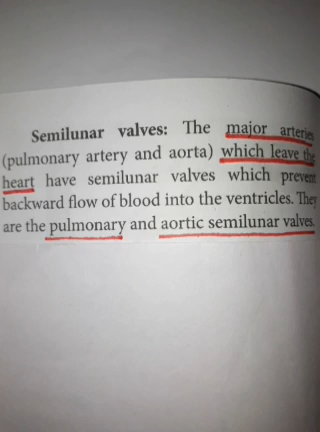 Semilunar valves: The major arteries
(pulmonary artery and aorta) which leave the
heart have semilunar valves which prevent
backward flow of blood into the ventricles. They
are the pulmonary and aortic semilunar valves.